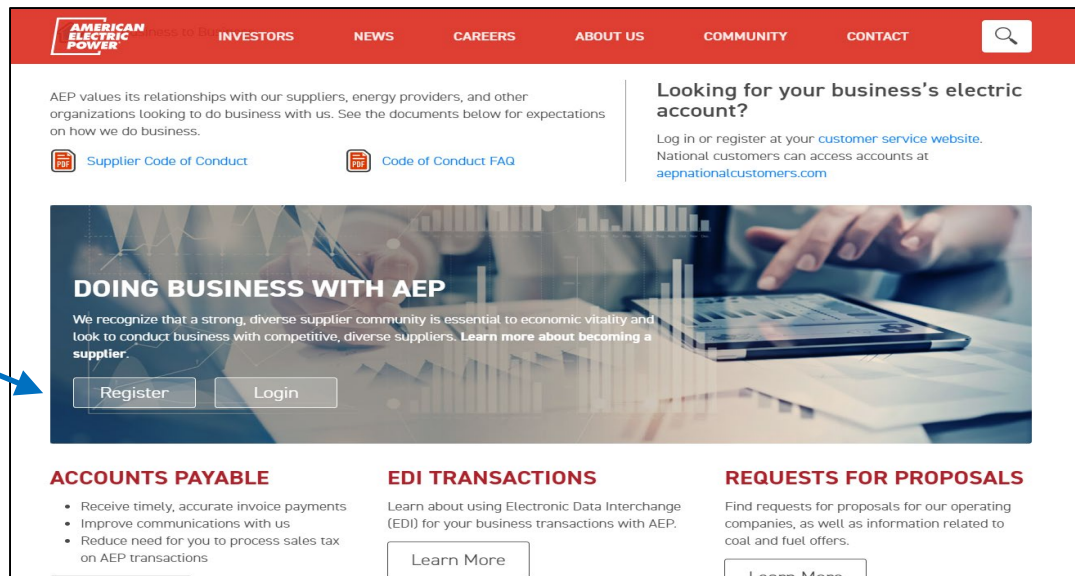 AMERICAN
ELECTRIC
POWER
INVESTORS NEWS CAREERS ABOUT US COMMUNITY CONTACT
AEP values its relationships with our suppliers, energy providers, and other
organizations looking to do business with us. See the documents below for expectations
on how we do business.
PDF Supplier Code of Conduct PDF Code of Conduct FAQ
Looking for your business's electric
account?
Log in or register at your customer service website.
National customers can access accounts at
aepnationalcustomers.com
DOING BUSINESS WITH AEP
We recognize that a strong, diverse supplier community is essential to economic vitality and
look to conduct business with competitive, diverse suppliers. Learn more about becoming a
supplier.
Register Login
ACCOUNTS PAYABLE
• Receive timely, accurate invoice payments
• Improve communications with us
• Reduce need for you to process sales tax
on AEP transactions
EDI TRANSACTIONS
Learn about using Electronic Data Interchange
(EDI) for your business transactions with AEP.
Learn More
REQUESTS FOR PROPOSALS
Find requests for proposals for our operating
companies, as well as information related to
coal and fuel offers.
Learn More